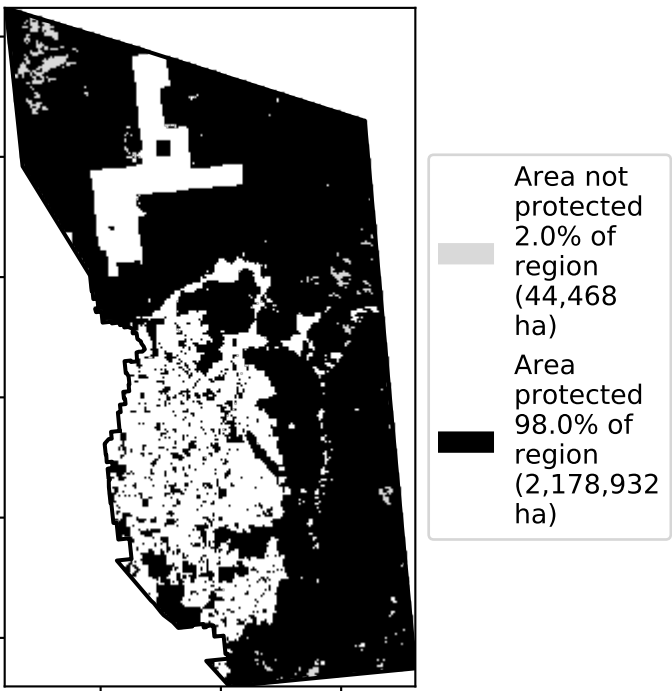 Area not
protected
2.0% of
region
(44,468
ha)
Area
protected
98.0% of
region
(2,178,932
ha)